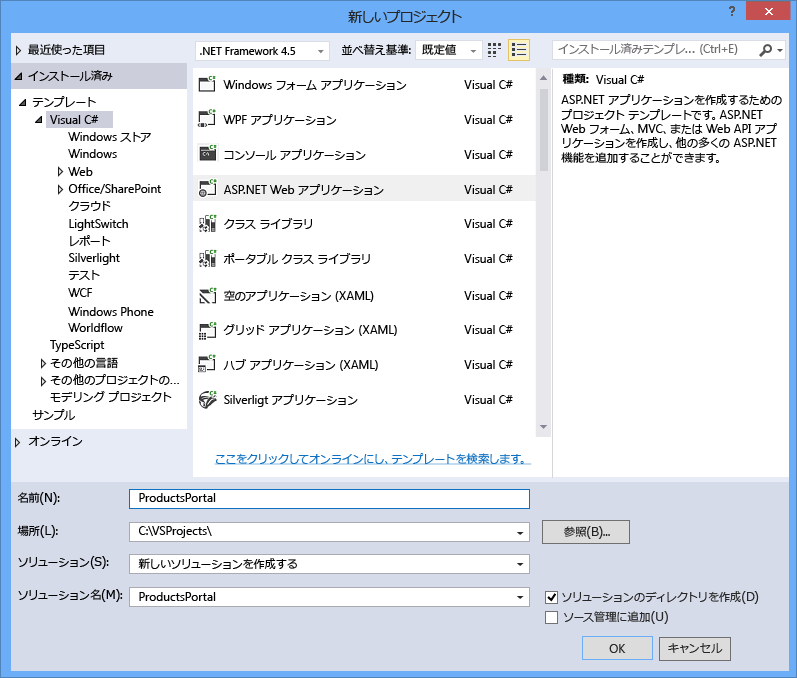 新しいプロジェクト
?
最近使った項目
.NET Framework 4.5
並べ替え基準:
既定値
インストール済みテンプレ... (Ctrl+E)
インストール済み
テンプレート
Visual C#
Windows ストア
Windows
Web
Office/SharePoint
クラウド
LightSwitch
レポート
Silverlight
テスト
WCF
Windows Phone
Worldflow
TypeScript
その他の言語
その他のプロジェクトの...
モデリング プロジェクト
サンプル
オンライン
Windows フォーム アプリケーション Visual C#
WPF アプリケーション Visual C#
コンソール アプリケーション Visual C#
ASP.NET Web アプリケーション Visual C#
クラス ライブラリ Visual C#
ポータブル クラス ライブラリ Visual C#
空のアプリケーション (XAML) Visual C#
グリッド アプリケーション (XAML) Visual C#
ハブ アプリケーション (XAML) Visual C#
Silverligt アプリケーション Visual C#
ここをクリックしてオンラインにし、テンプレートを検索します。
種類: Visual C#
ASP.NET アプリケーションを作成するための
プロジェクト テンプレートです。ASP.NET
Web フォーム、MVC、または Web API アプ
リケーションを作成し、他の多くの ASP.NET
機能を追加することができます。
名前(N):
ProductsPortal
場所(L):
C:\VSProjects\
参照(B)...
ソリューション(S):
新しいソリューションを作成する
ソリューション名(M):
ProductsPortal
ソリューションのディレクトリを作成(D)
ソース管理に追加(U)
OK
キャンセル